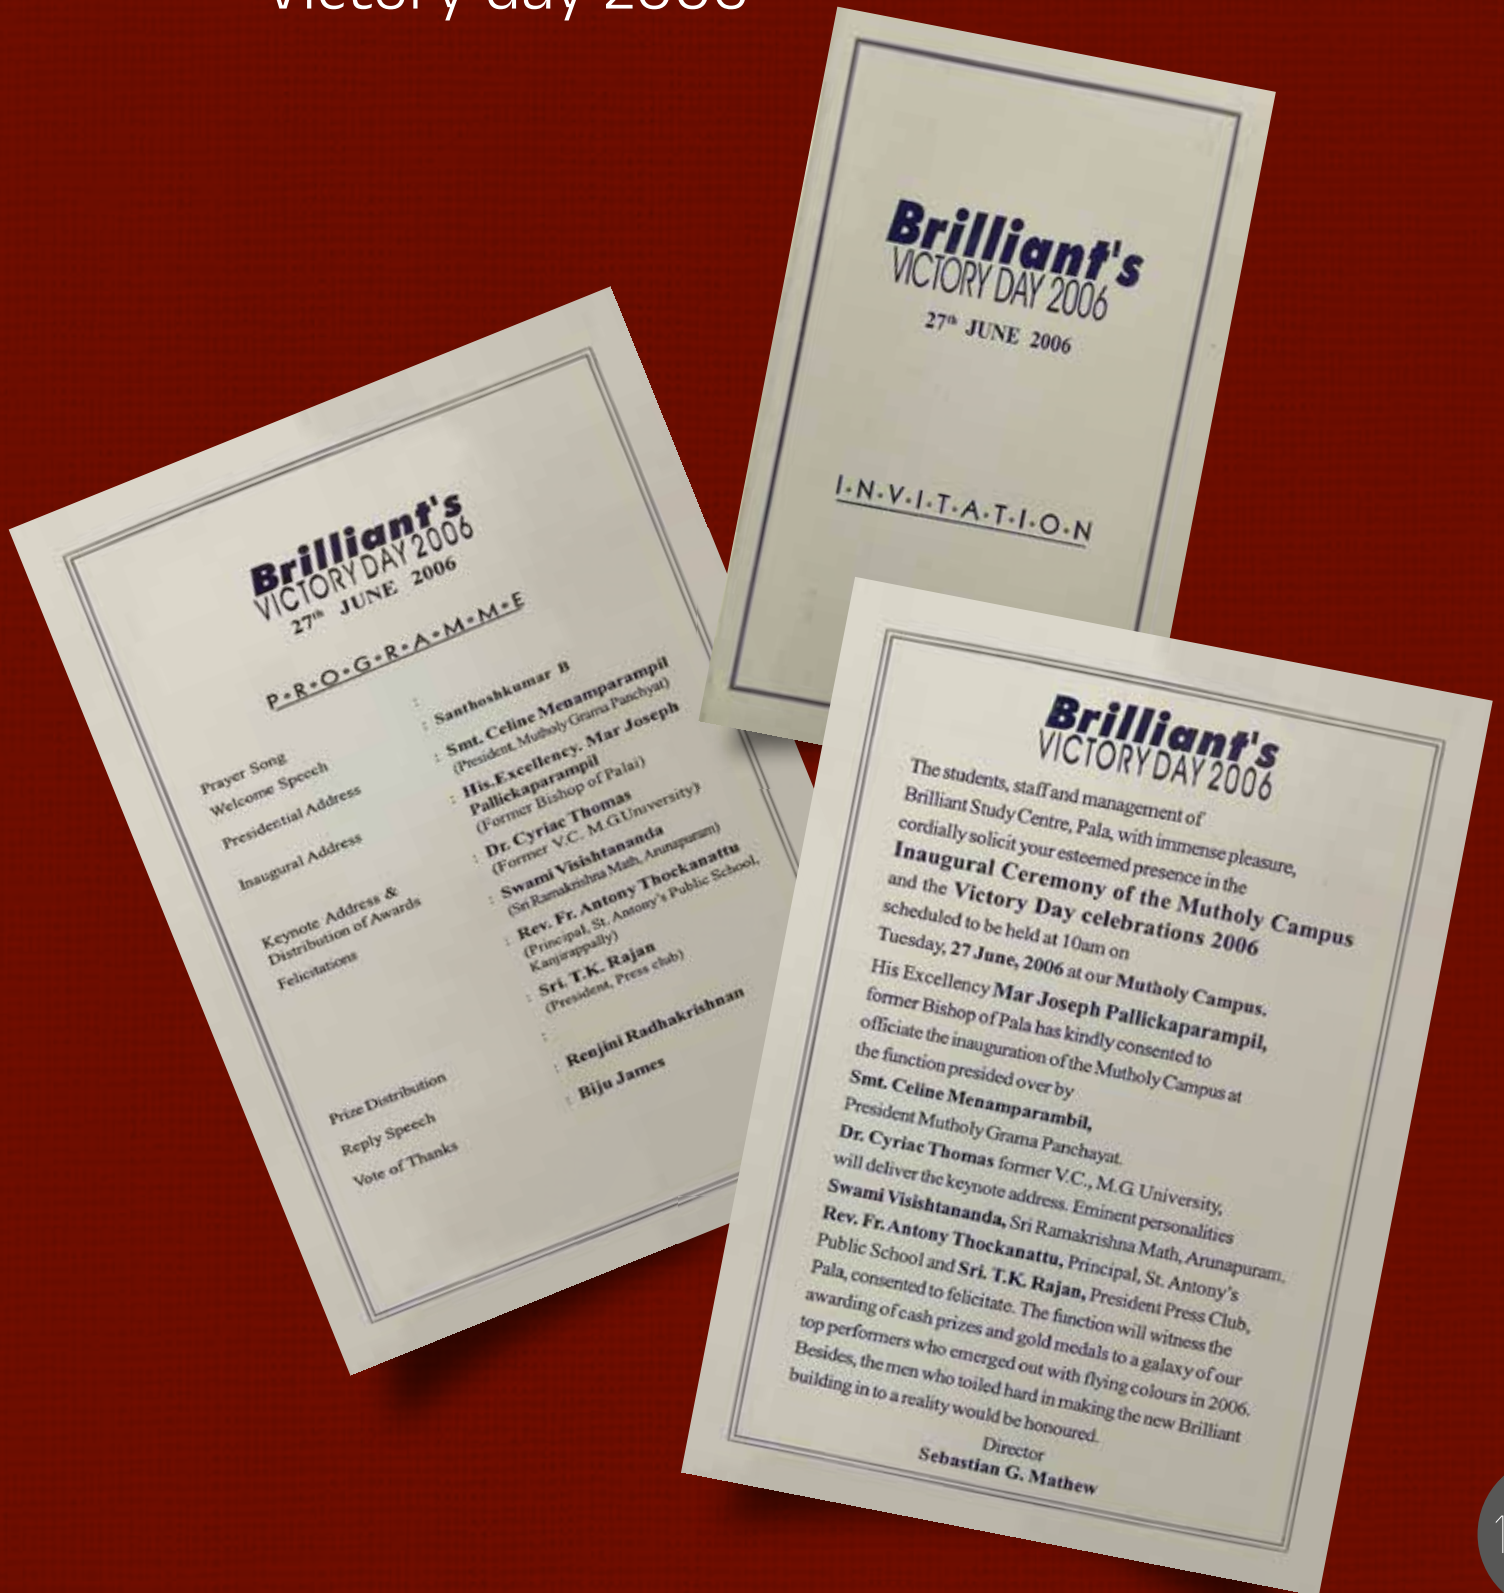 Victory day 2006
Brilliant's
VICTORY DAY 2006
27th JUNE 2006
I•N•V•I•T•A•T•I•O•N
Brilliant's
VICTORY DAY 2006
27th JUNE 2006
P•R•O•G•R•A•M•M•E
Prayer Song :
Welcome Speech : Santhoshkumar B
Presidential Address : Smt. Celine Menamparampil
(President, Mutholy Grama Panchyat)
Inaugural Address : His.Excellency. Mar Joseph
Pallickaparampil
(Former Bishop of Palai)
Keynote Address & : Dr. Cyriac Thomas
Distribution of Awards (Former V.C. M.G.University)
Felicitations : Swami Visishtananda
(Sri Ramakrishna Math, Arunapuram)
: Rev. Fr. Antony Thockanattu
(Principal, St. Antony's Public School,
Kanjirappally)
: Sri. T.K. Rajan
(President, Press club)
Prize Distribution :
Reply Speech : Renjini Radhakrishnan
Vote of Thanks : Biju James
Brilliant's
VICTORY DAY 2006
The students, staff and management of
Brilliant Study Centre, Pala, with immense pleasure,
cordially solicit your esteemed presence in the
Inaugural Ceremony of the Mutholy Campus
and the Victory Day celebrations 2006
scheduled to be held at 10am on
Tuesday, 27 June, 2006 at our Mutholy Campus.
His Excellency Mar Joseph Pallickaparampil,
former Bishop of Pala has kindly consented to
officiate the inauguration of the Mutholy Campus at
the function presided over by
Smt. Celine Menamparambil,
President Mutholy Grama Panchayat.
Dr. Cyriac Thomas former V.C., M.G. University,
will deliver the keynote address. Eminent personalities
Swami Visishtananda, Sri Ramakrishna Math, Arunapuram.
Rev. Fr. Antony Thockanattu, Principal, St. Antony's
Public School and Sri. T.K. Rajan, President Press Club,
Pala, consented to felicitate. The function will witness the
awarding of cash prizes and gold medals to a galaxy of our
top performers who emerged out with flying colours in 2006.
Besides, the men who toiled hard in making the new Brilliant
building in to a reality would be honoured.
Director
Sebastian G. Mathew